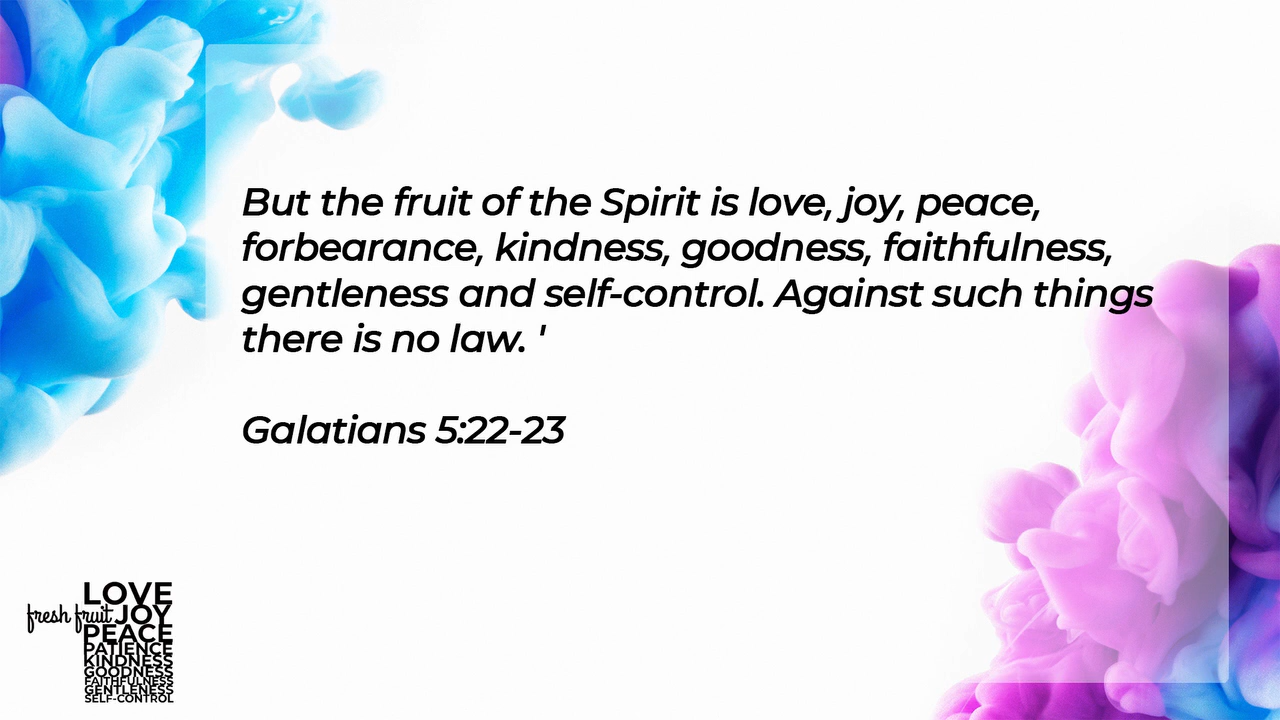 But the fruit of the Spirit is love, joy, peace,
forbearance, kindness, goodness, faithfulness,
gentleness and self-control. Against such things
there is no law. '
Galatians 5:22-23
LOVE
fresh fruit JOY
PEACE
PATIENCE
KINDNESS
GOODNESS
FAITHFULNESS
GENTLENESS
SELF-CONTROL